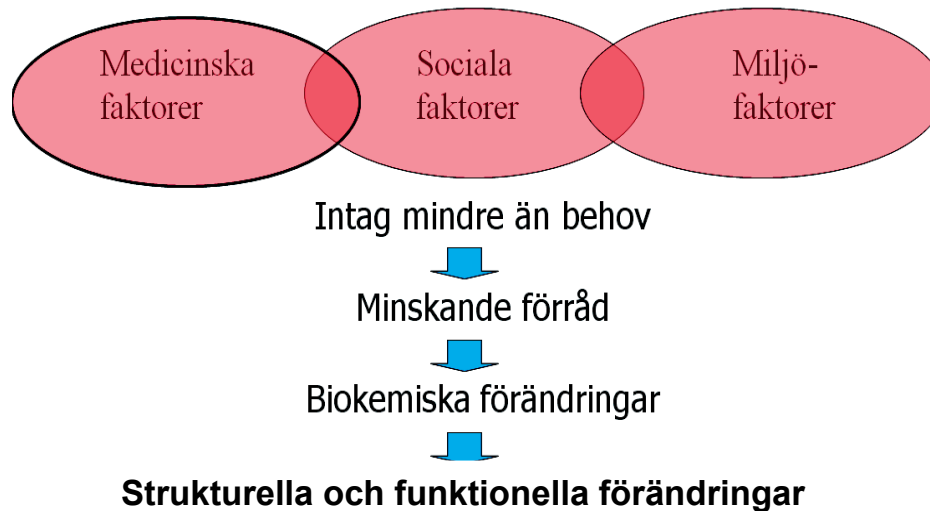 Medicinska
faktorer
Sociala
faktorer
Miljö-
faktorer
Intag mindre än behov
Minskande förråd
Biokemiska förändringar
Strukturella och funktionella förändringar